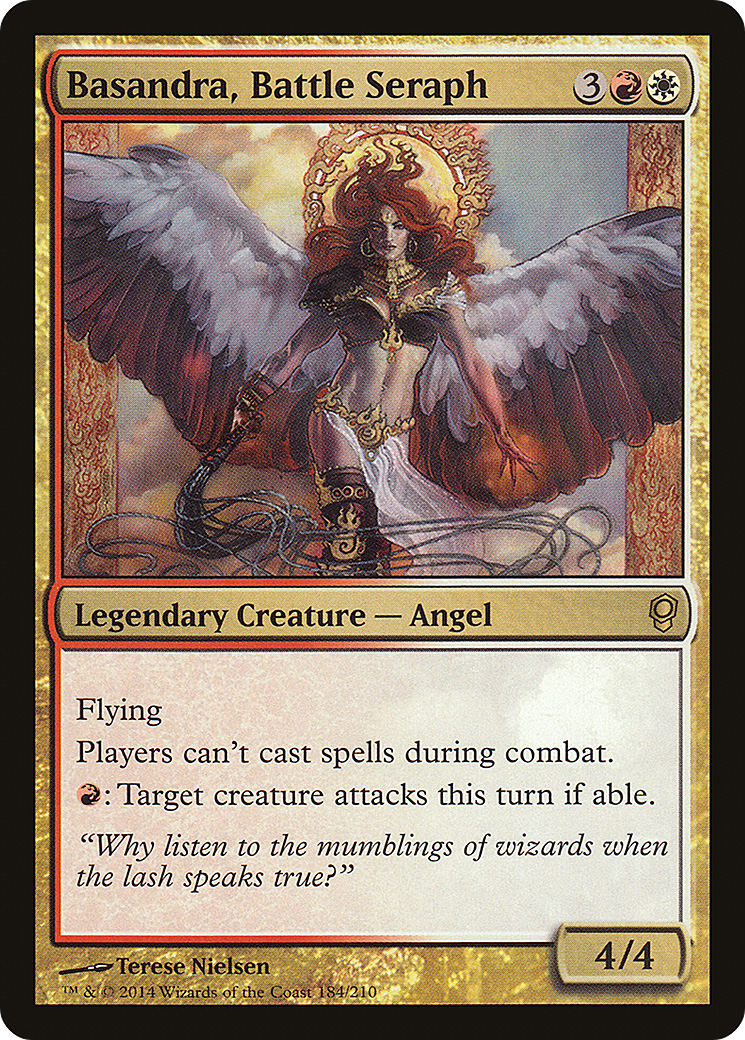 Basandra, Battle Seraph 3
Legendary Creature — Angel
Flying
Players can't cast spells during combat.
: Target creature attacks this turn if able.
“Why listen to the mumblings of wizards when
the lash speaks true?”
4/4
Terese Nielsen
™ & © 2014 Wizards of the Coast 184/210